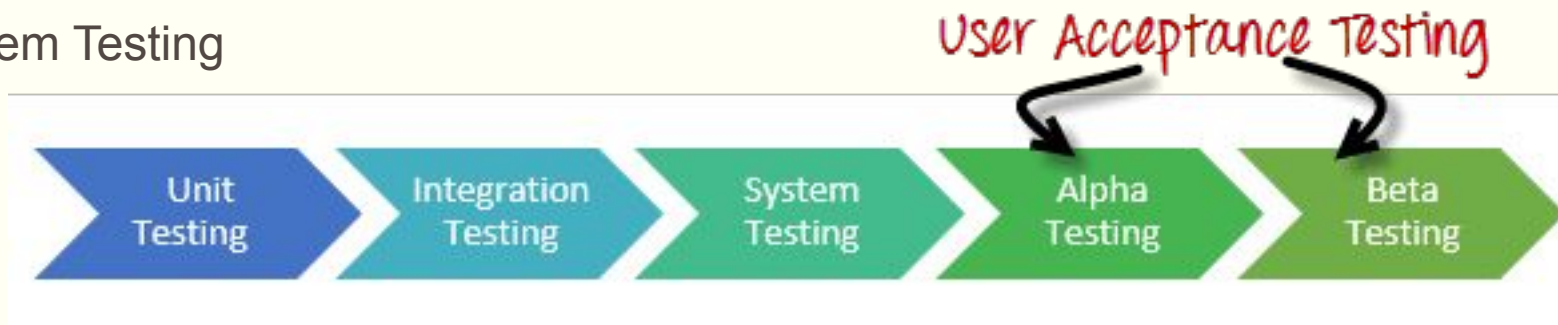 em Testing
User Acceptance Testing
Unit
Testing
Integration
Testing
System
Testing
Alpha
Testing
Beta
Testing